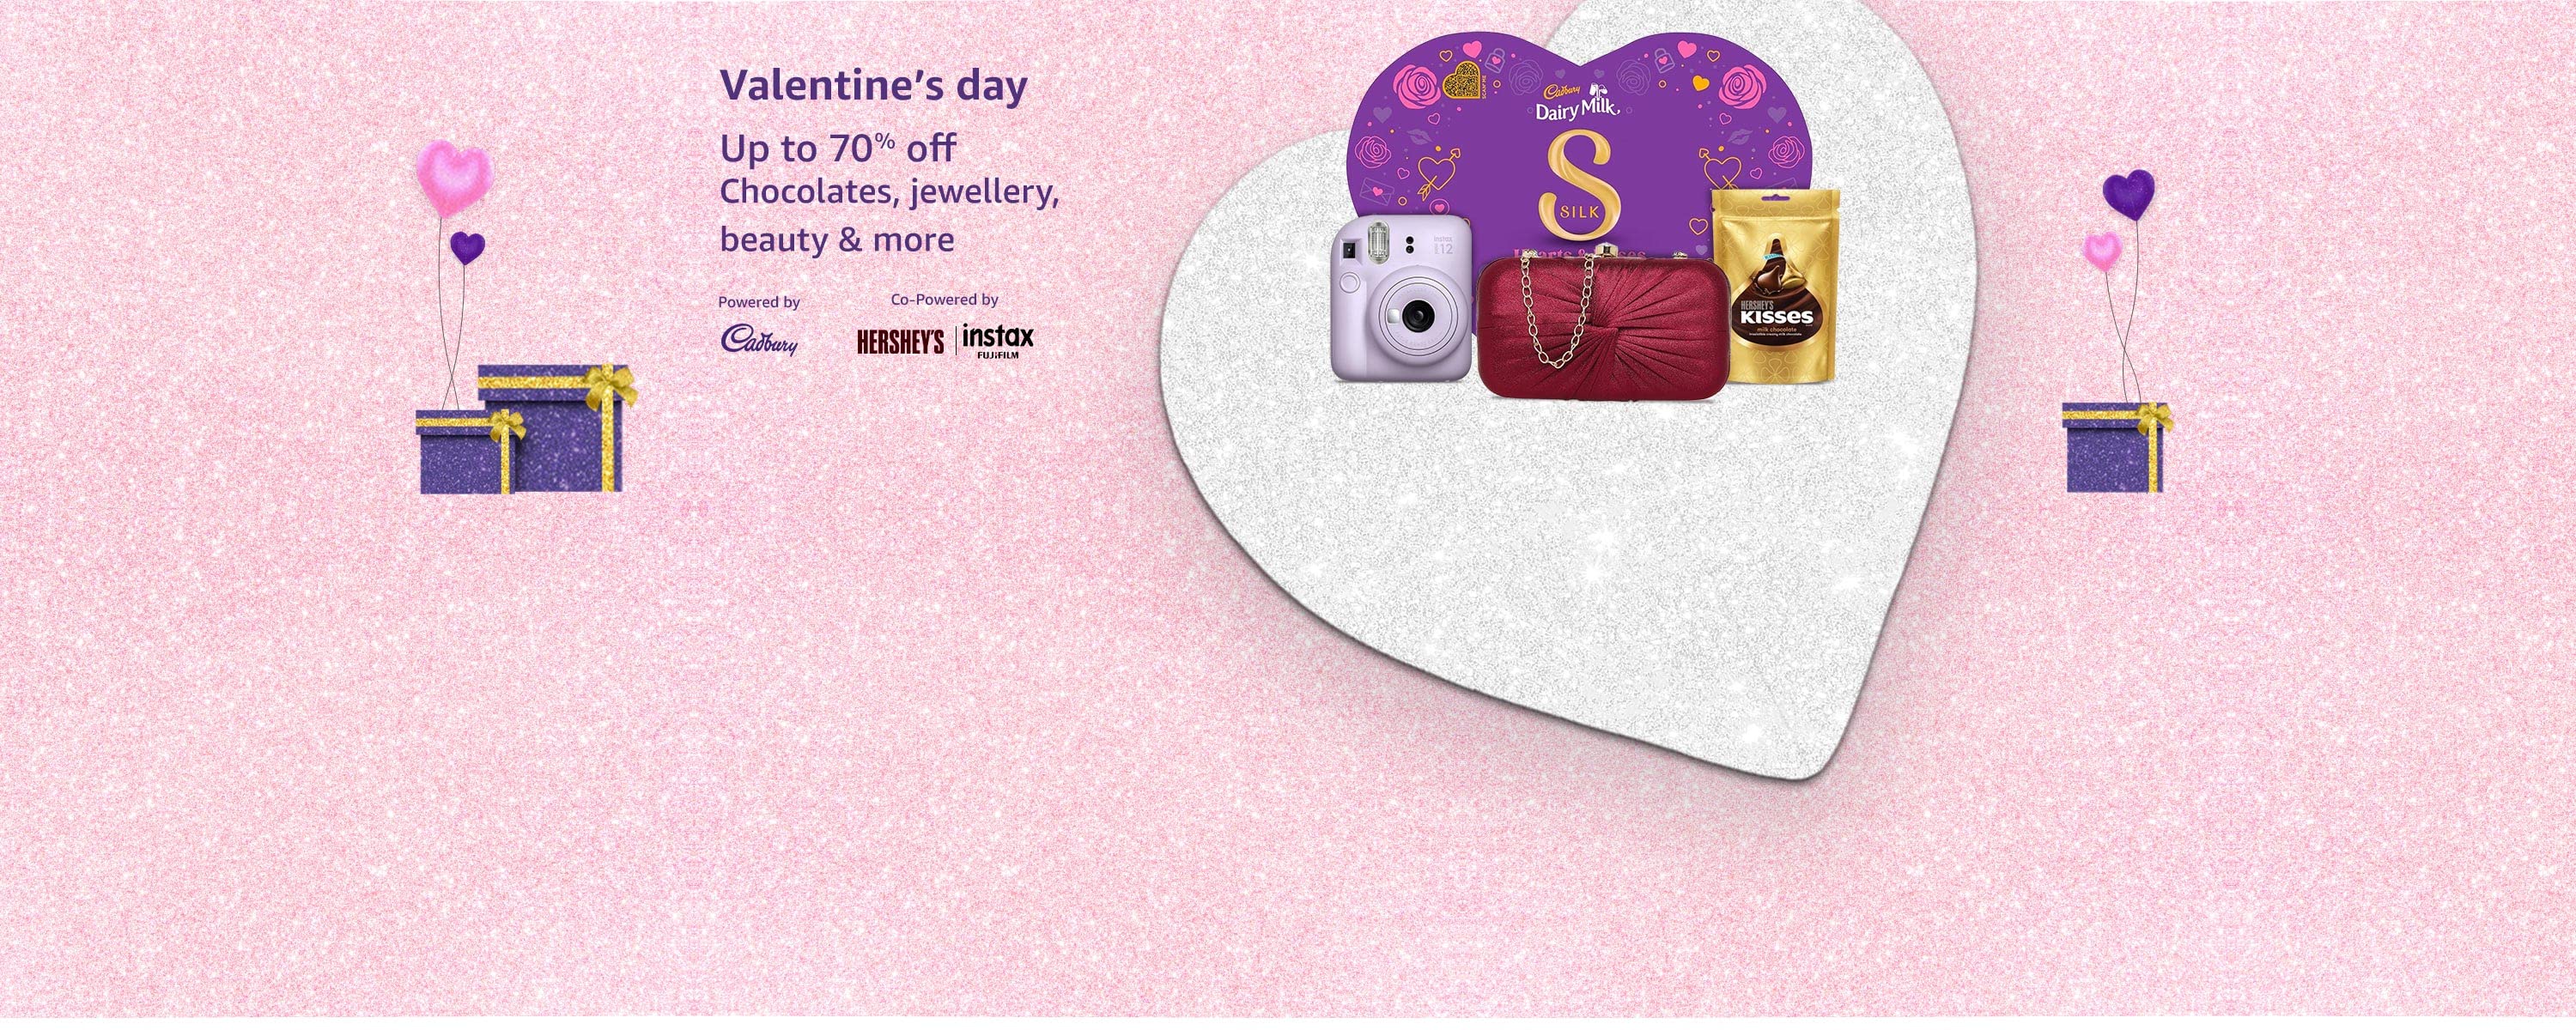 Valentine’s day
Up to 70% off
Chocolates, jewellery,
beauty & more
Powered by
Co-Powered by
Cadbury
HERSHEY'S
instax
FUJIFILM
Cadbury
Dairy Milk
S
SILK
instax
12
HERSHEY'S
KISSES
milk chocolate